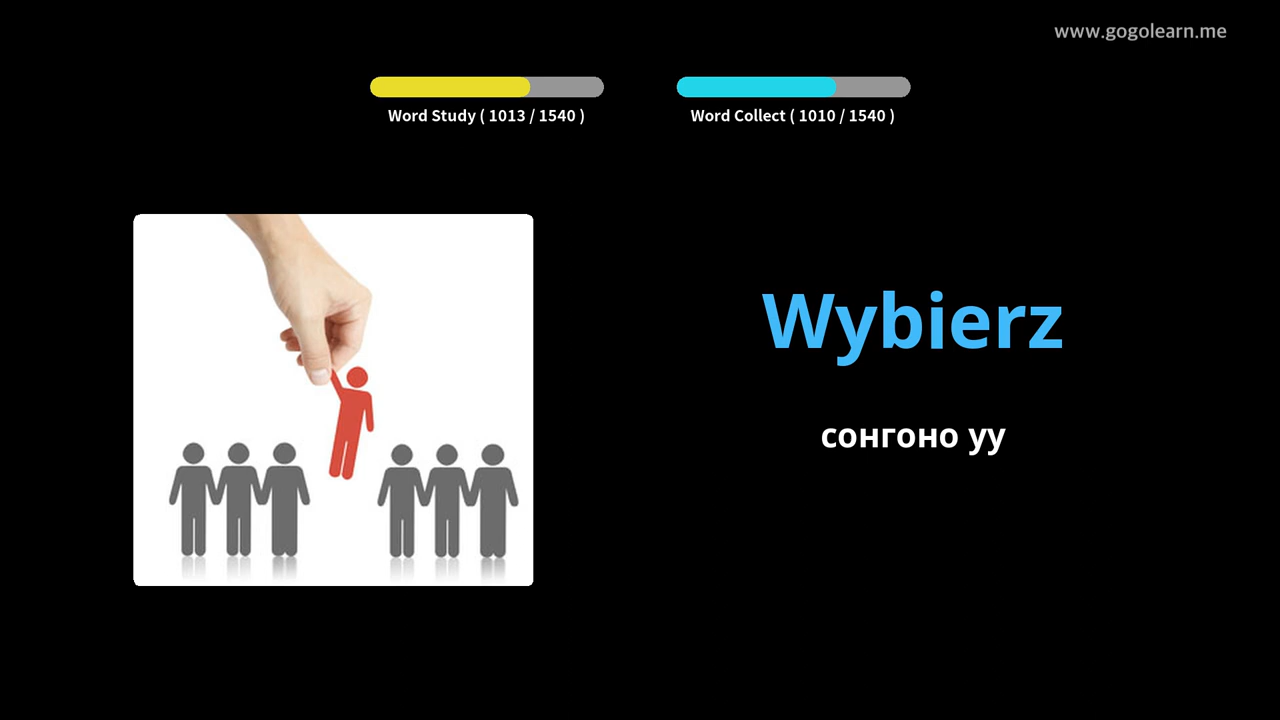 www.gogolearn.me
Word Study ( 1013 / 1540 )
Word Collect ( 1010 / 1540 )
Wybierz
сонгоно уу